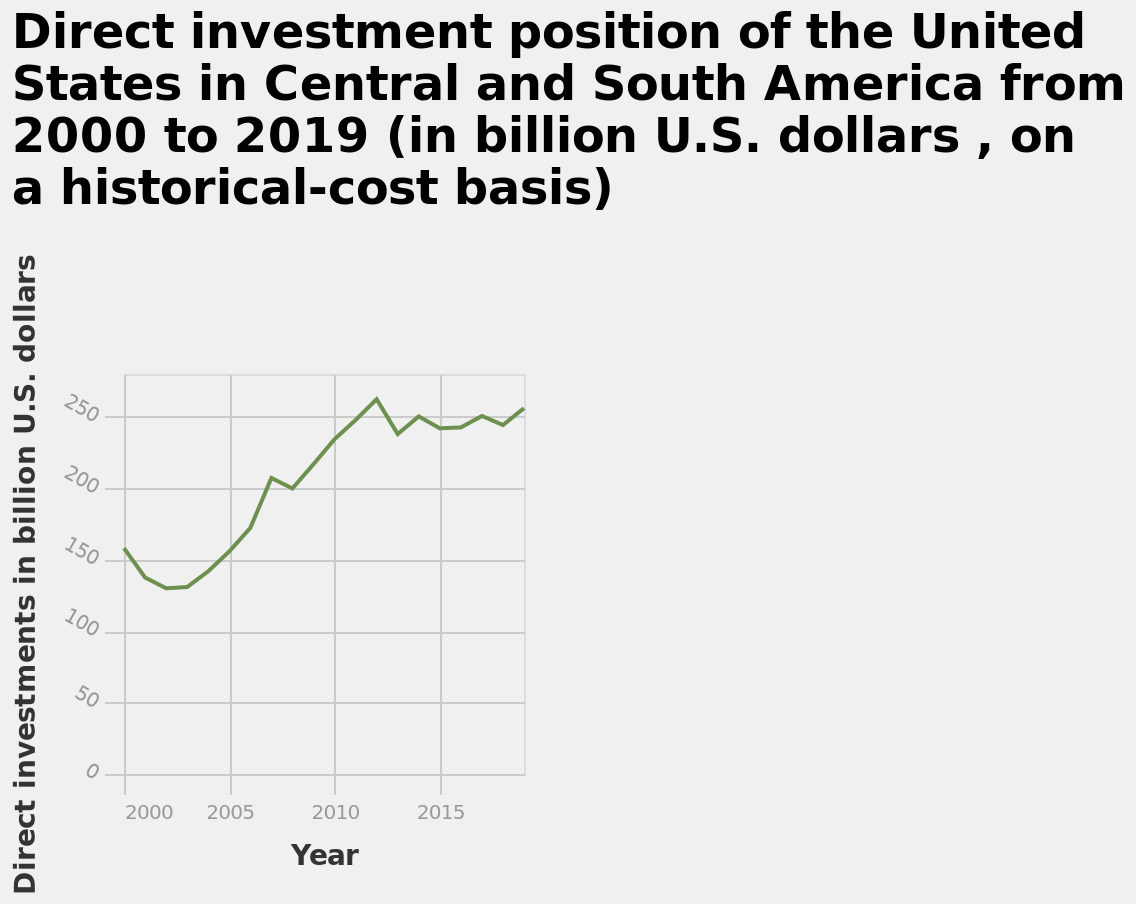 Direct investment position of the United
States in Central and South America from
2000 to 2019 (in billion U.S. dollars , on
a historical-cost basis)
Direct investments in billion U.S. dollars
250
200
150
100
50
0
2000 2005 2010 2015
Year